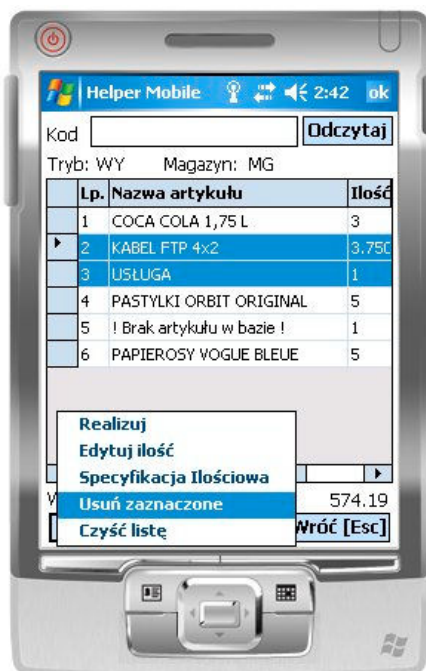 Helper Mobile 2:42 ok
Kod Odczytaj
Tryb: WY Magazyn: MG
Lp. Nazwa artykułu Ilość
1 COCA COLA 1,75 L 3
2 KABEL FTP 4x2 3.750
3 USŁUGA 1
4 PASTYLKI ORBIT ORIGINAL 5
5 ! Brak artykułu w bazie ! 1
6 PAPIEROSY VOGUE BLEUE 5
Realizuj
Edytuj ilość
Specyfikacja Ilościowa
Usuń zaznaczone 574.19
Czyść listę Wróć [Esc]